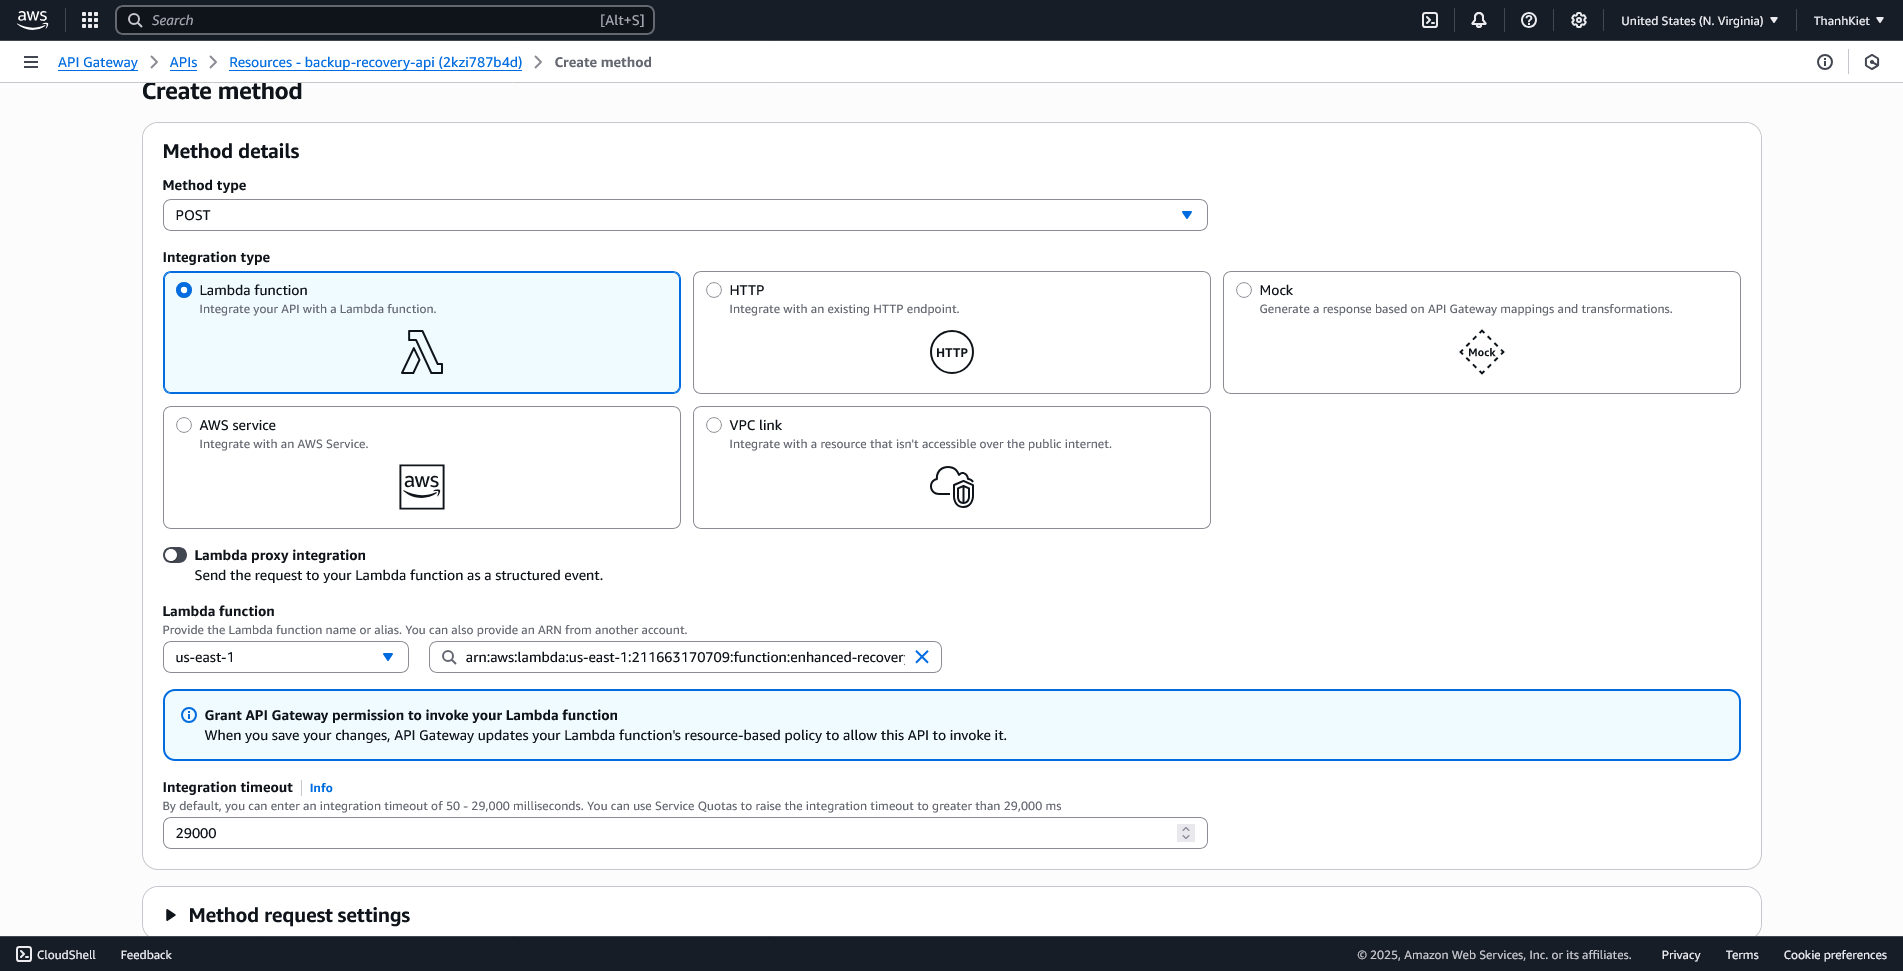 aws
Search
[Alt+S]
United States (N. Virginia)
ThanhKiet
API Gateway
APIs
Resources - backup-recovery-api (2kzi787b4d)
Create method
Create method
Method details
Method type
POST
Integration type
Lambda function
Integrate your API with a Lambda function.
HTTP
Integrate with an existing HTTP endpoint.
HTTP
Mock
Generate a response based on API Gateway mappings and transformations.
Mock
AWS service
Integrate with an AWS Service.
aws
VPC link
Integrate with a resource that isn't accessible over the public internet.
Lambda proxy integration
Send the request to your Lambda function as a structured event.
Lambda function
Provide the Lambda function name or alias. You can also provide an ARN from another account.
us-east-1
arn:aws:lambda:us-east-1:211663170709:function:enhanced-recover
Grant API Gateway permission to invoke your Lambda function
When you save your changes, API Gateway updates your Lambda function's resource-based policy to allow this API to invoke it.
Integration timeout
Info
By default, you can enter an integration timeout of 50 - 29,000 milliseconds. You can use Service Quotas to raise the integration timeout to greater than 29,000 ms
29000
Method request settings
CloudShell
Feedback
© 2025, Amazon Web Services, Inc. or its affiliates.
Privacy
Terms
Cookie preferences